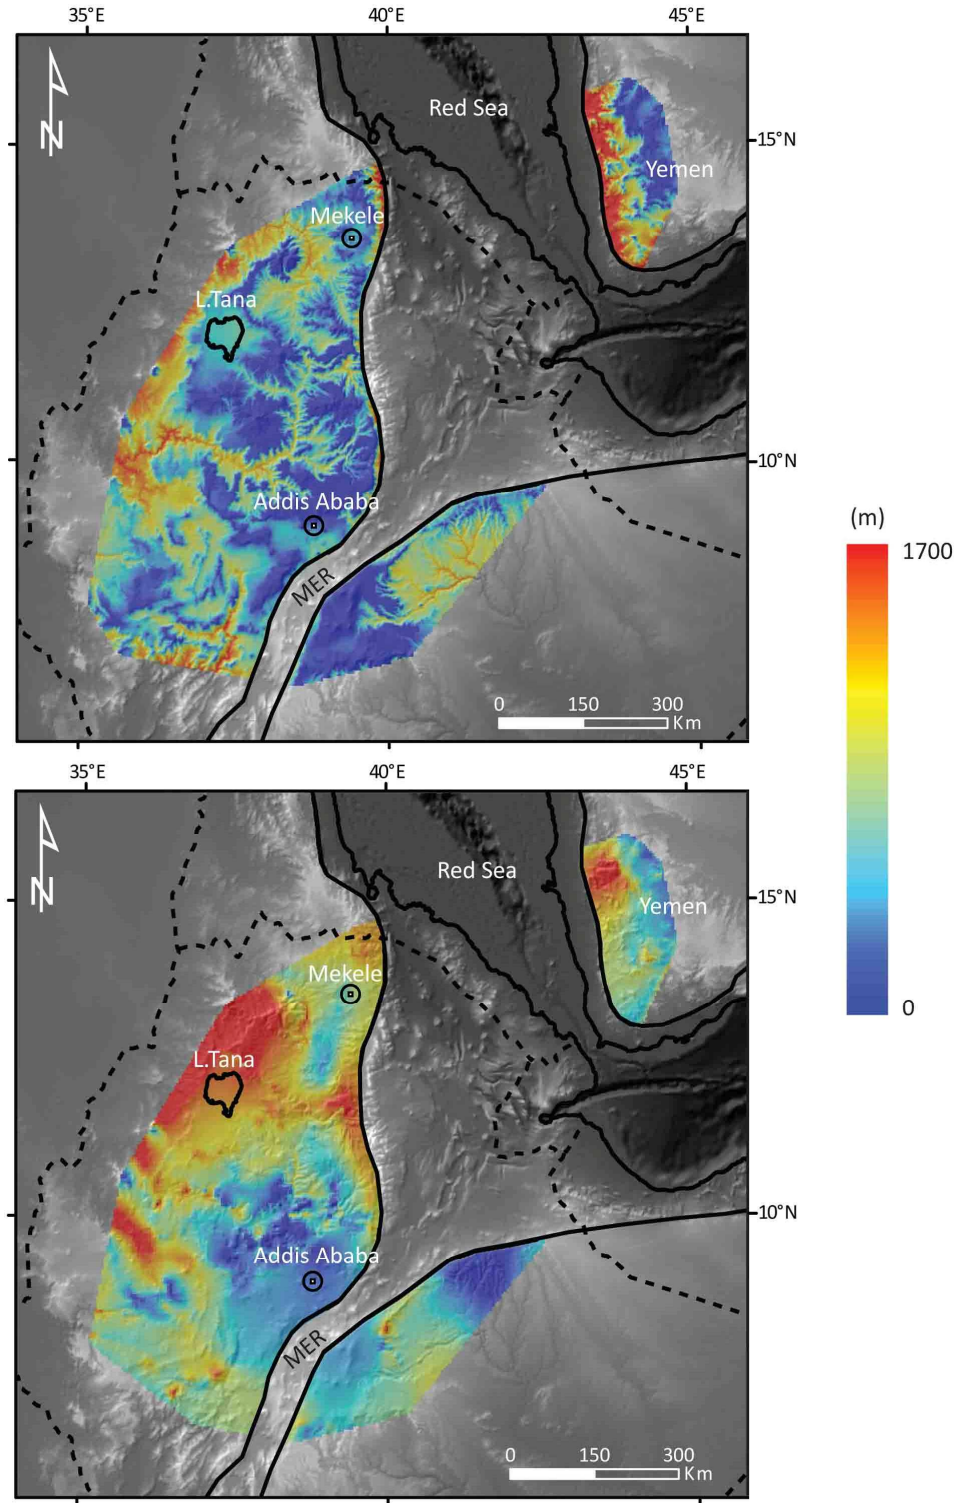 35°E 40°E 45°E
N
Red Sea
15°N
Yemen
Mekele
L.Tana
10°N
Addis Ababa
(m)
1700
MER
0 150 300
Km
35°E 40°E 45°E
N
Red Sea
15°N
Yemen
Mekele
0
L.Tana
10°N
Addis Ababa
MER
0 150 300
Km